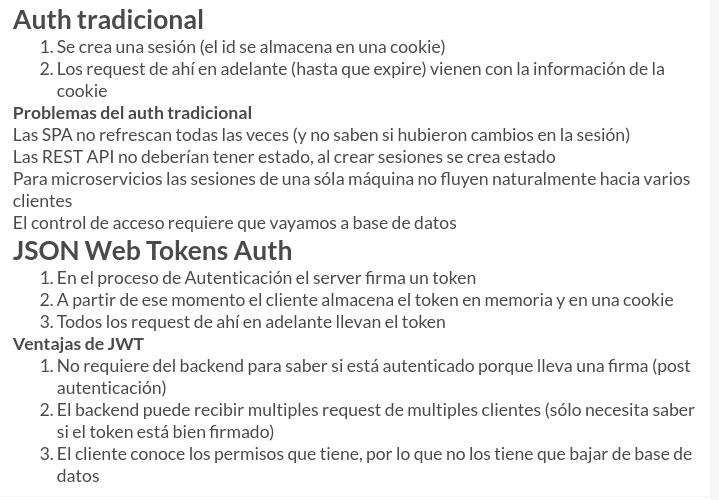 Auth tradicional
1. Se crea una sesión (el id se almacena en una cookie)
2. Los request de ahí en adelante (hasta que expire) vienen con la información de la
cookie
Problemas del auth tradicional
Las SPA no refrescan todas las veces (y no saben si hubieron cambios en la sesión)
Las REST API no deberían tener estado, al crear sesiones se crea estado
Para microservicios las sesiones de una sóla máquina no fluyen naturalmente hacia varios
clientes
El control de acceso requiere que vayamos a base de datos
JSON Web Tokens Auth
1. En el proceso de Autenticación el server firma un token
2. A partir de ese momento el cliente almacena el token en memoria y en una cookie
3. Todos los request de ahí en adelante llevan el token
Ventajas de JWT
1. No requiere del backend para saber si está autenticado porque lleva una firma (post
autenticación)
2. El backend puede recibir multiples request de multiples clientes (sólo necesita saber
si el token está bien firmado)
3. El cliente conoce los permisos que tiene, por lo que no los tiene que bajar de base de
datos